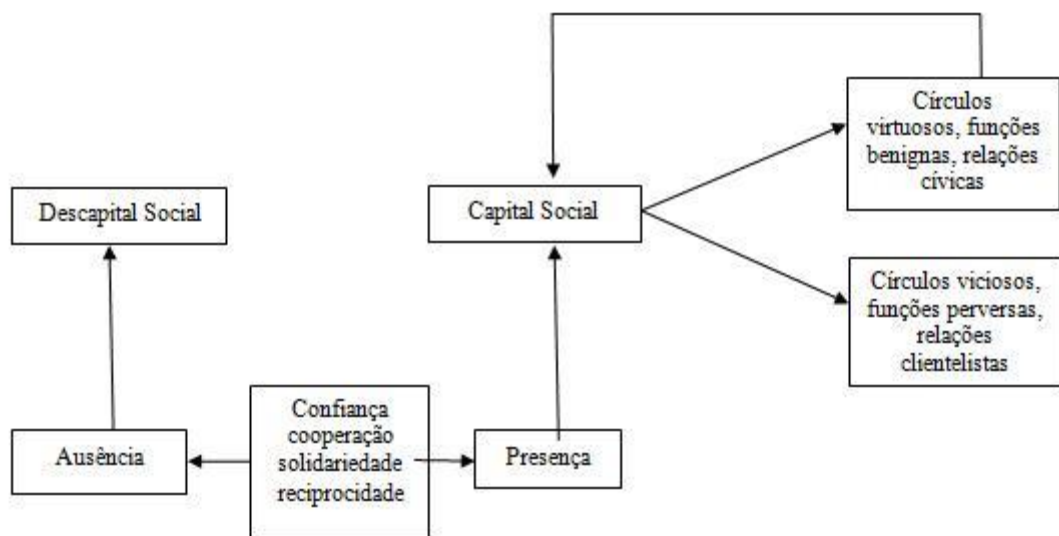 Círculos
virtuosos, funções
benignas, relações
cívicas
Descapital Social
Capital Social
Círculos viciosos,
funções perversas,
relações
clientelistas
Confiança
cooperação
solidariedade
reciprocidade
Ausência
Presença